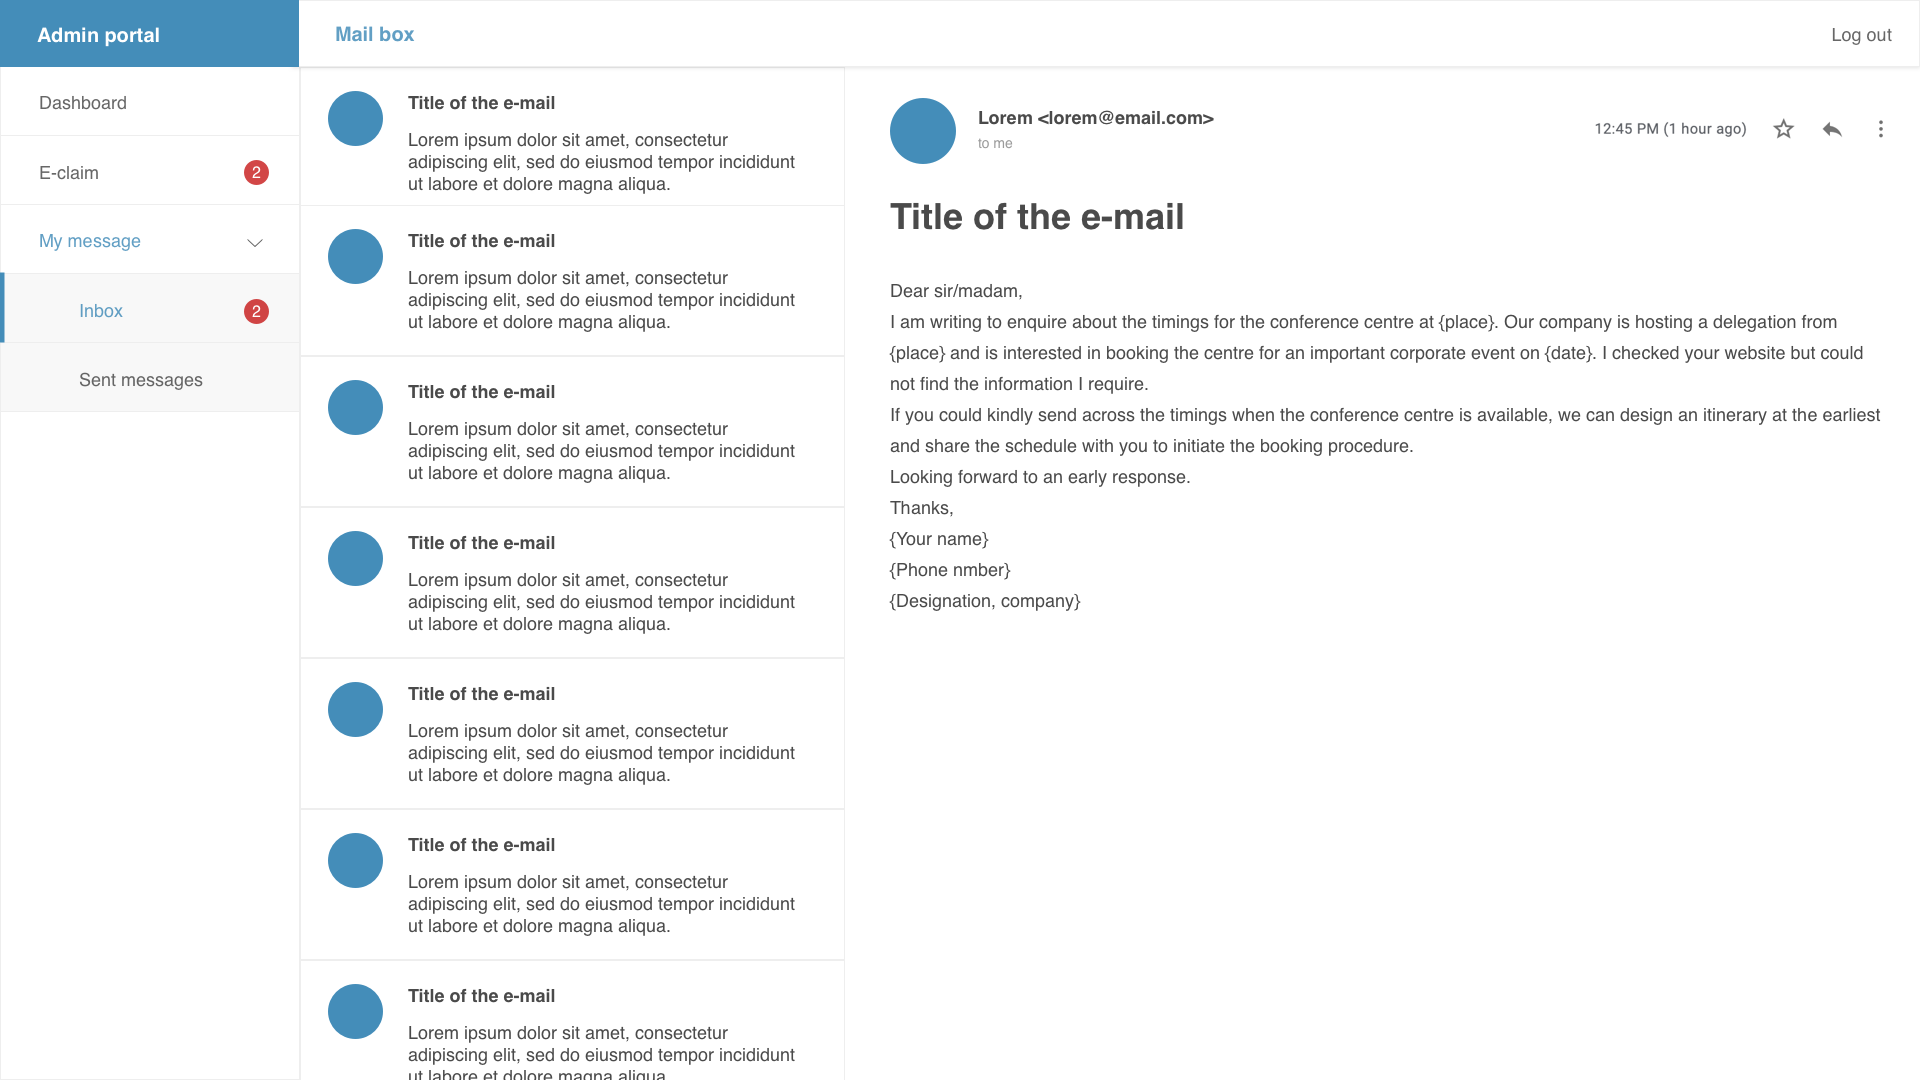 Admin portal
Mail box
Log out
Dashboard
E-claim
2
My message
Inbox
2
Sent messages
Title of the e-mail
Lorem ipsum dolor sit amet, consectetur
adipiscing elit, sed do eiusmod tempor incididunt
ut labore et dolore magna aliqua.
Title of the e-mail
Lorem ipsum dolor sit amet, consectetur
adipiscing elit, sed do eiusmod tempor incididunt
ut labore et dolore magna aliqua.
Title of the e-mail
Lorem ipsum dolor sit amet, consectetur
adipiscing elit, sed do eiusmod tempor incididunt
ut labore et dolore magna aliqua.
Title of the e-mail
Lorem ipsum dolor sit amet, consectetur
adipiscing elit, sed do eiusmod tempor incididunt
ut labore et dolore magna aliqua.
Title of the e-mail
Lorem ipsum dolor sit amet, consectetur
adipiscing elit, sed do eiusmod tempor incididunt
ut labore et dolore magna aliqua.
Title of the e-mail
Lorem ipsum dolor sit amet, consectetur
adipiscing elit, sed do eiusmod tempor incididunt
ut labore et dolore magna aliqua.
Title of the e-mail
Lorem ipsum dolor sit amet, consectetur
adipiscing elit, sed do eiusmod tempor incididunt
ut labore et dolore magna aliqua.
Lorem <lorem@email.com>
to me
12:45 PM (1 hour ago)
Title of the e-mail
Dear sir/madam,
I am writing to enquire about the timings for the conference centre at {place}. Our company is hosting a delegation from
{place} and is interested in booking the centre for an important corporate event on {date}. I checked your website but could
not find the information I require.
If you could kindly send across the timings when the conference centre is available, we can design an itinerary at the earliest
and share the schedule with you to initiate the booking procedure.
Looking forward to an early response.
Thanks,
{Your name}
{Phone nmber}
{Designation, company}